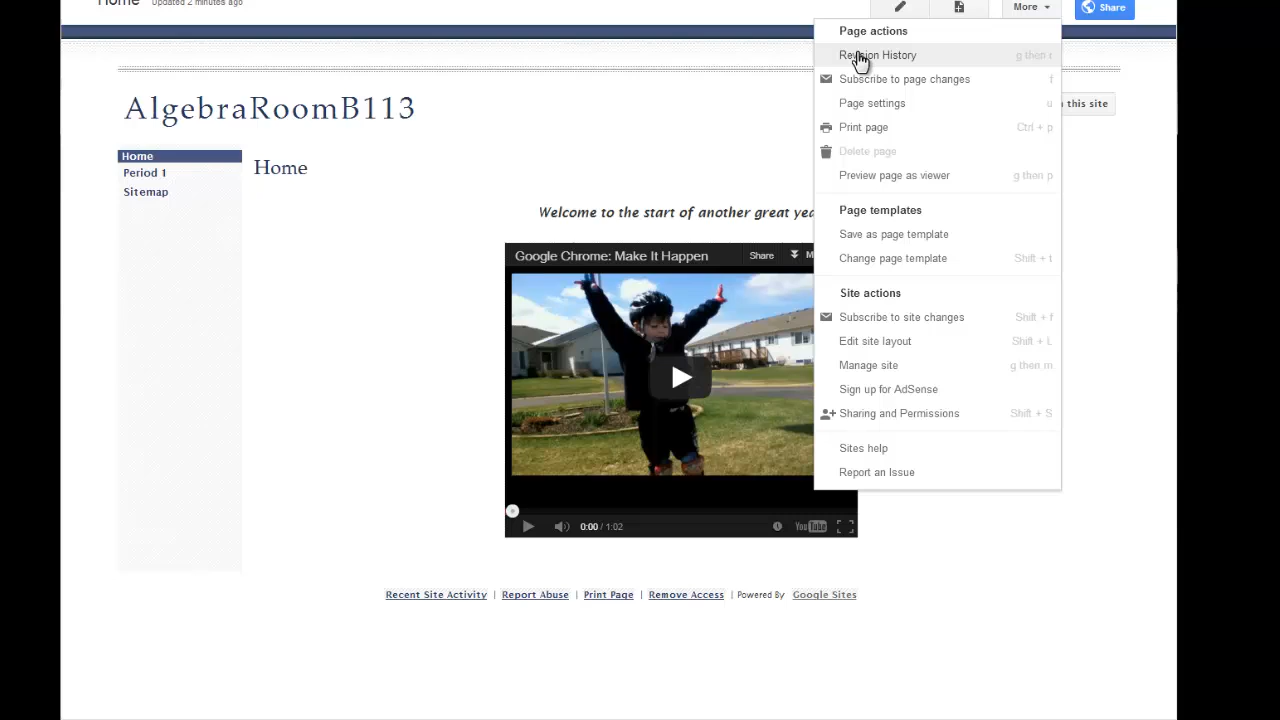 Home Updated 2 minutes ago
More
Share
Page actions
Revision History g then r
Subscribe to page changes f
Page settings u
this site
AlgebraRoomB113
Print page Ctrl + p
Delete page
Home
Period 1
Sitemap
Home
Preview page as viewer g then p
Page templates
Welcome to the start of another great yea
Save as page template
Google Chrome: Make It Happen Share M
Change page template Shift + t
Site actions
Subscribe to site changes Shift + f
Edit site layout Shift + L
Manage site g then m
Sign up for AdSense
Sharing and Permissions Shift + S
Sites help
Report an Issue
0:00 / 1:02 YouTube
Recent Site Activity | Report Abuse | Print Page | Remove Access | Powered By Google Sites